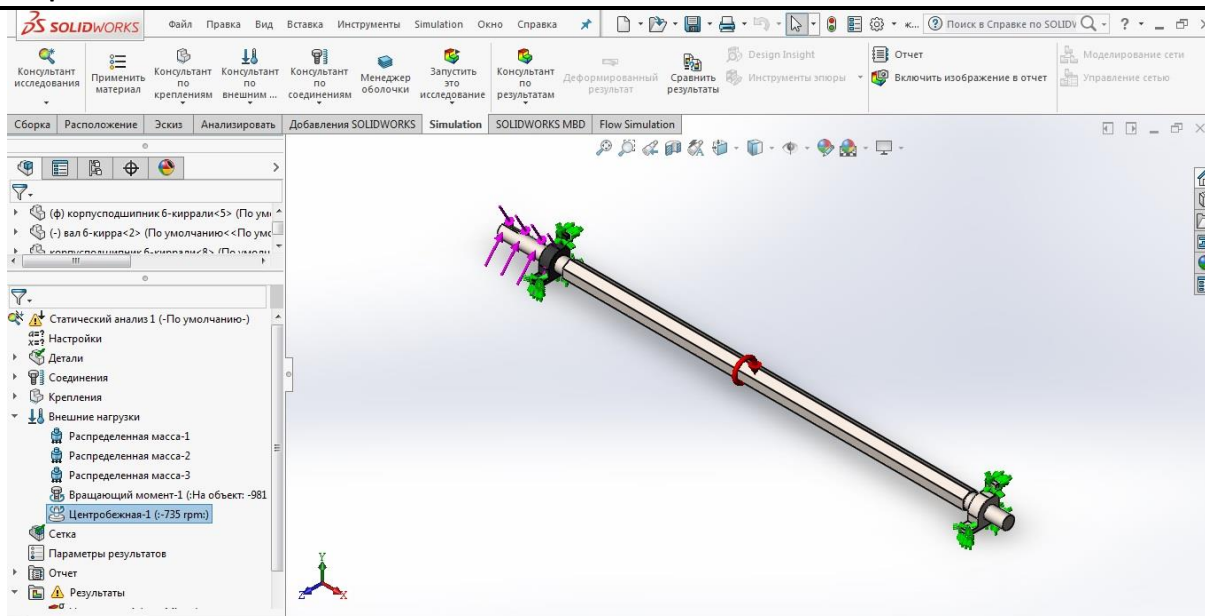 SOLIDWORKS Файл Правка Вид Вставка Инструменты Simulation Окно Справка к... Поиск в Справке по SOLIDV ?
Консультант исследования
Применить материал
Консультант по креплениям
Консультант по внешним ...
Консультант по соединениям
Менеджер оболочки
Запустить это исследование
Консультант по результатам
Деформированный результат
Сравнить результаты
Design Insight
Инструменты эпюры
Отчет
Включить изображение в отчет
Моделирование сети
Управление сетью
Сборка Расположение Эскиз Анализировать Добавления SOLIDWORKS Simulation SOLIDWORKS MBD Flow Simulation
(ф) корпусподшипник 6-киррали<5> (По ум
(-) вал 6-кирра<2> (По умолчанию<<По умо
Статический анализ 1 (-По умолчанию-)
Настройки
Детали
Соединения
Крепления
Внешние нагрузки
Распределенная масса-1
Распределенная масса-2
Распределенная масса-3
Вращающий момент-1 (:На объект: -981
Центробежная-1 (:-735 rpm:)
Сетка
Параметры результатов
Отчет
Результаты
Y
Z X